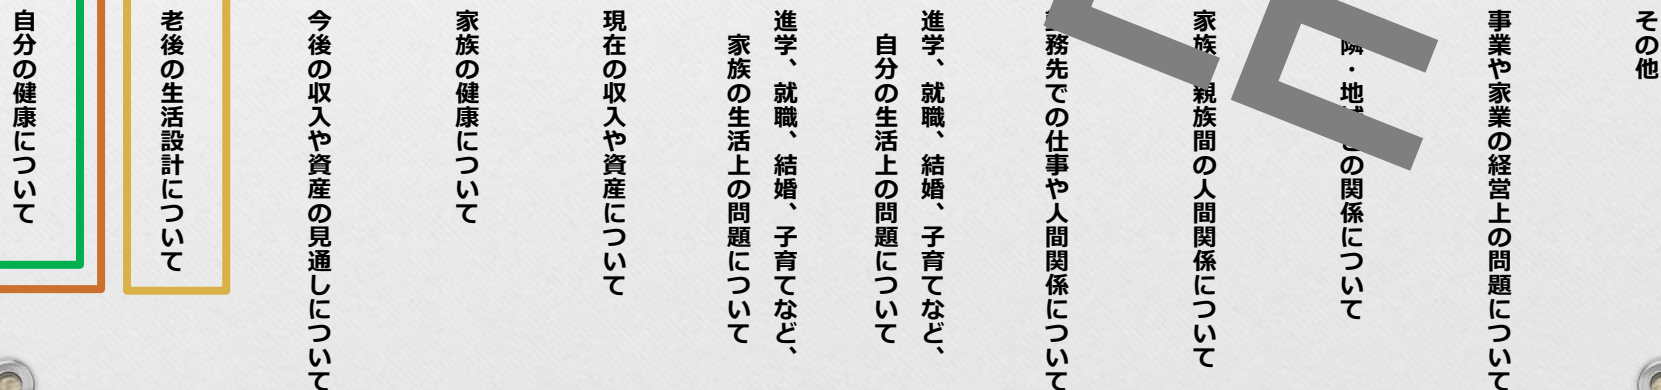 自分の健康について
老後の生活設計について
今後の収入や資産の見通しについて
家族の健康について
現在の収入や資産について
進学、就職、結婚、子育てなど、
家族の生活上の問題について
進学、就職、結婚、子育てなど、
自分の生活上の問題について
務先での仕事や人間関係について
家族親族間の人間関係について
隣・地域との関係について
事業や家業の経営上の問題について
その他